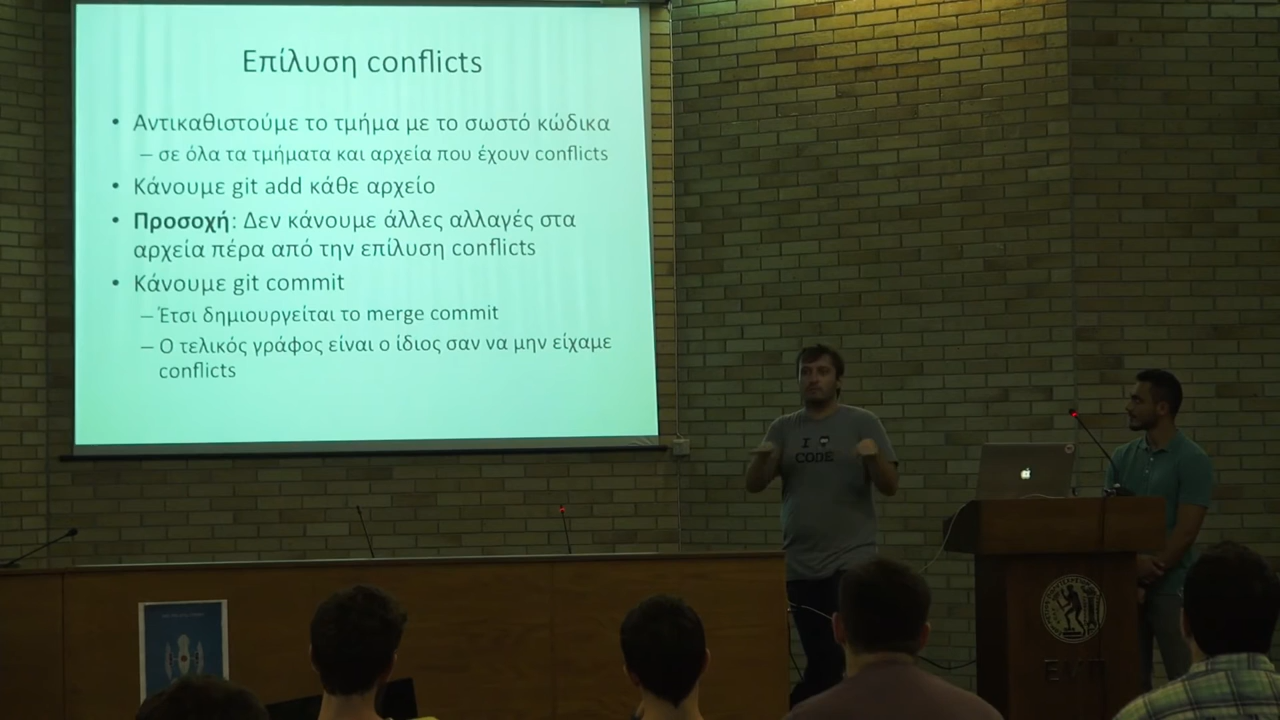 Επίλυση conflicts
• Αντικαθιστούμε το τμήμα με το σωστό κώδικα
– σε όλα τα τμήματα και αρχεία που έχουν conflicts
• Κάνουμε git add κάθε αρχείο
• Προσοχή: Δεν κάνουμε άλλες αλλαγές στα
αρχεία πέρα από την επίλυση conflicts
• Κάνουμε git commit
– Έτσι δημιουργείται το merge commit
– Ο τελικός γράφος είναι ο ίδιος σαν να μην είχαμε
conflicts
I
CODE
ΕΜΠ